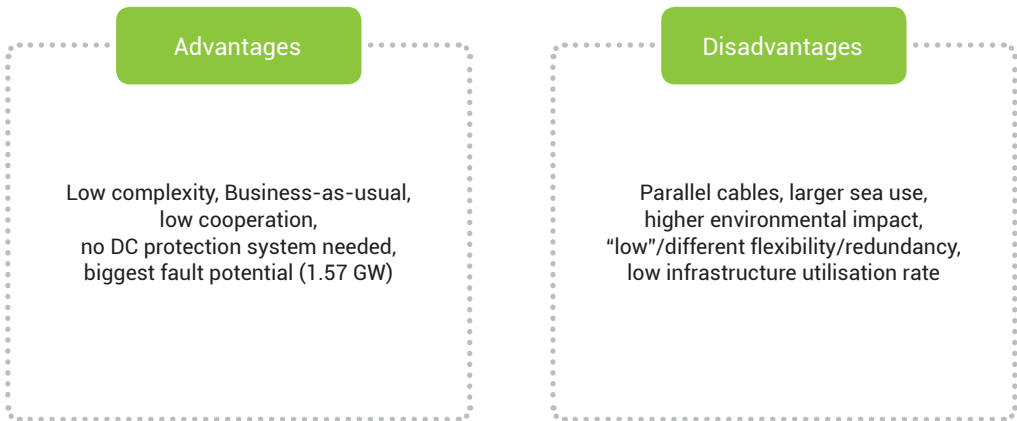 Advantages
Low complexity, Business-as-usual,
low cooperation,
no DC protection system needed,
biggest fault potential (1.57 GW)
Disadvantages
Parallel cables, larger sea use,
higher environmental impact,
“low”/different flexibility/redundancy,
low infrastructure utilisation rate